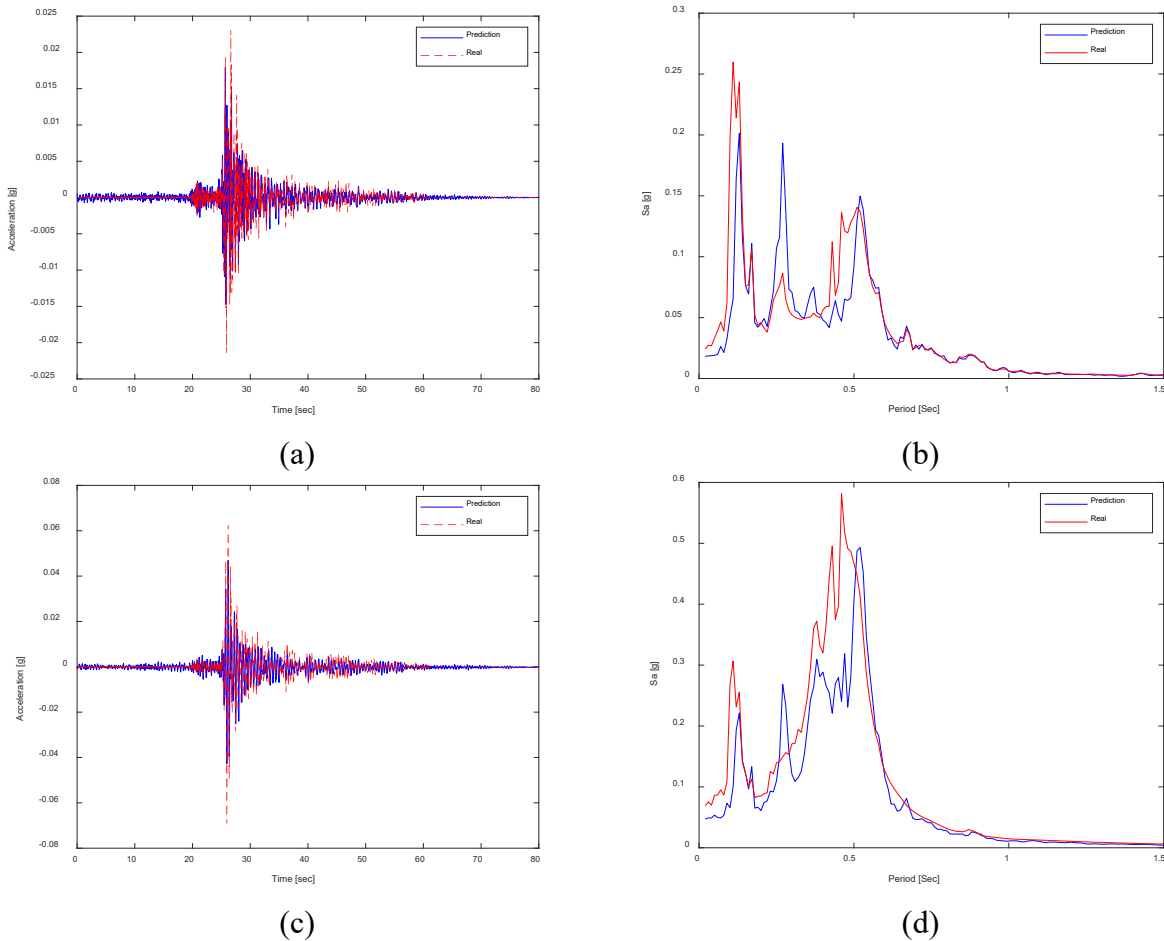 0.025
0.02
0.015
0.01
0.005
0
-0.005
-0.01
-0.015
-0.02
-0.025
Acceleration [g]
Prediction
Real
0 10 20 30 40 50 60 70 80
Time [sec]
(a)
0.3
0.25
0.2
0.15
0.1
0.05
0
Sa [g]
Prediction
Real
0 0.5 1 1.5
Period [Sec]
(b)
0.08
0.06
0.04
0.02
0
-0.02
-0.04
-0.06
-0.08
Acceleration [g]
Prediction
Real
0 10 20 30 40 50 60 70 80
Time [sec]
(c)
0.6
0.5
0.4
0.3
0.2
0.1
0
Sa [g]
Prediction
Real
0 0.5 1 1.5
Period [Sec]
(d)